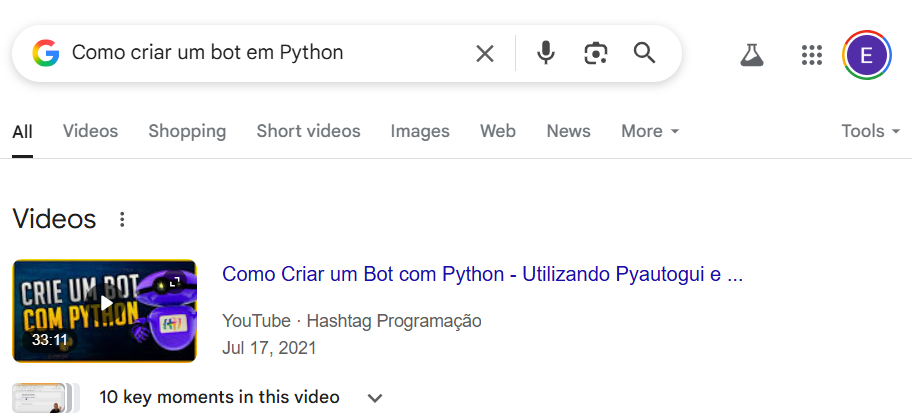 Como criar um bot em Python
E
All Videos Shopping Short videos Images Web News More Tools
Videos
CRIE UM BOT
COM PYTHON
33:11
Como Criar um Bot com Python - Utilizando Pyautogui e ...
YouTube · Hashtag Programação
Jul 17, 2021
10 key moments in this video